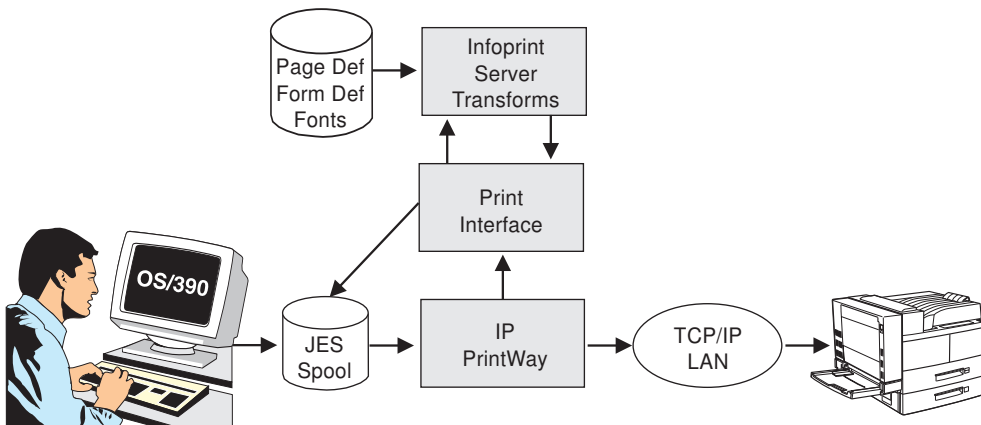 Page Def
Form Def
Fonts
Infoprint
Server
Transforms
Print
Interface
OS/390
JES
Spool
IP
PrintWay
TCP/IP
LAN